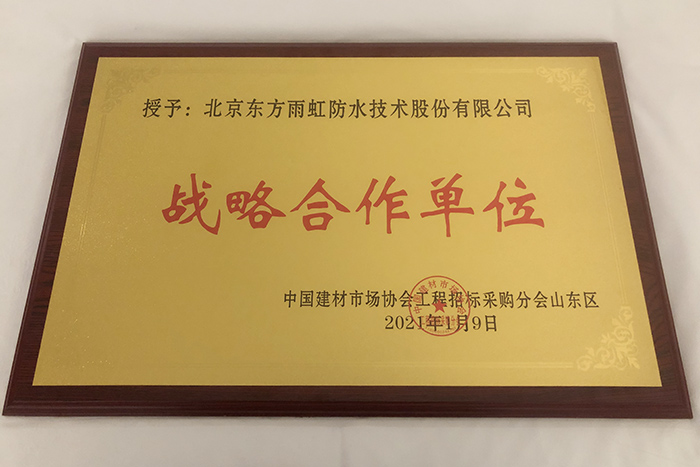 授予：北京东方雨虹防水技术股份有限公司
战略合作单位
中国建材市场协会工程招标采购分会山东区
2021年1月9日